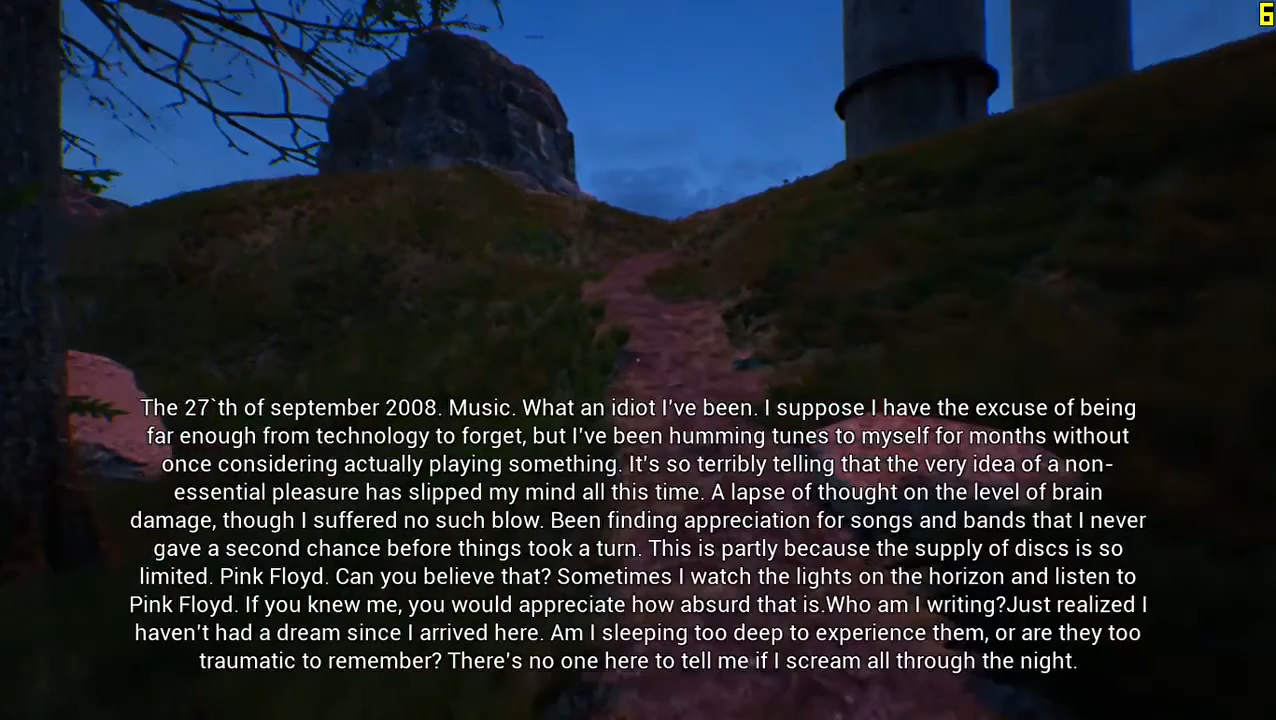 6
The 27`th of september 2008. Music. What an idiot I've been. I suppose I have the excuse of being
far enough from technology to forget, but I've been humming tunes to myself for months without
once considering actually playing something. It's so terribly telling that the very idea of a non-
essential pleasure has slipped my mind all this time. A lapse of thought on the level of brain
damage, though I suffered no such blow. Been finding appreciation for songs and bands that I never
gave a second chance before things took a turn. This is partly because the supply of discs is so
limited. Pink Floyd. Can you believe that? Sometimes I watch the lights on the horizon and listen to
Pink Floyd. If you knew me, you would appreciate how absurd that is.Who am I writing?Just realized I
haven't had a dream since I arrived here. Am I sleeping too deep to experience them, or are they too
traumatic to remember? There's no one here to tell me if I scream all through the night.